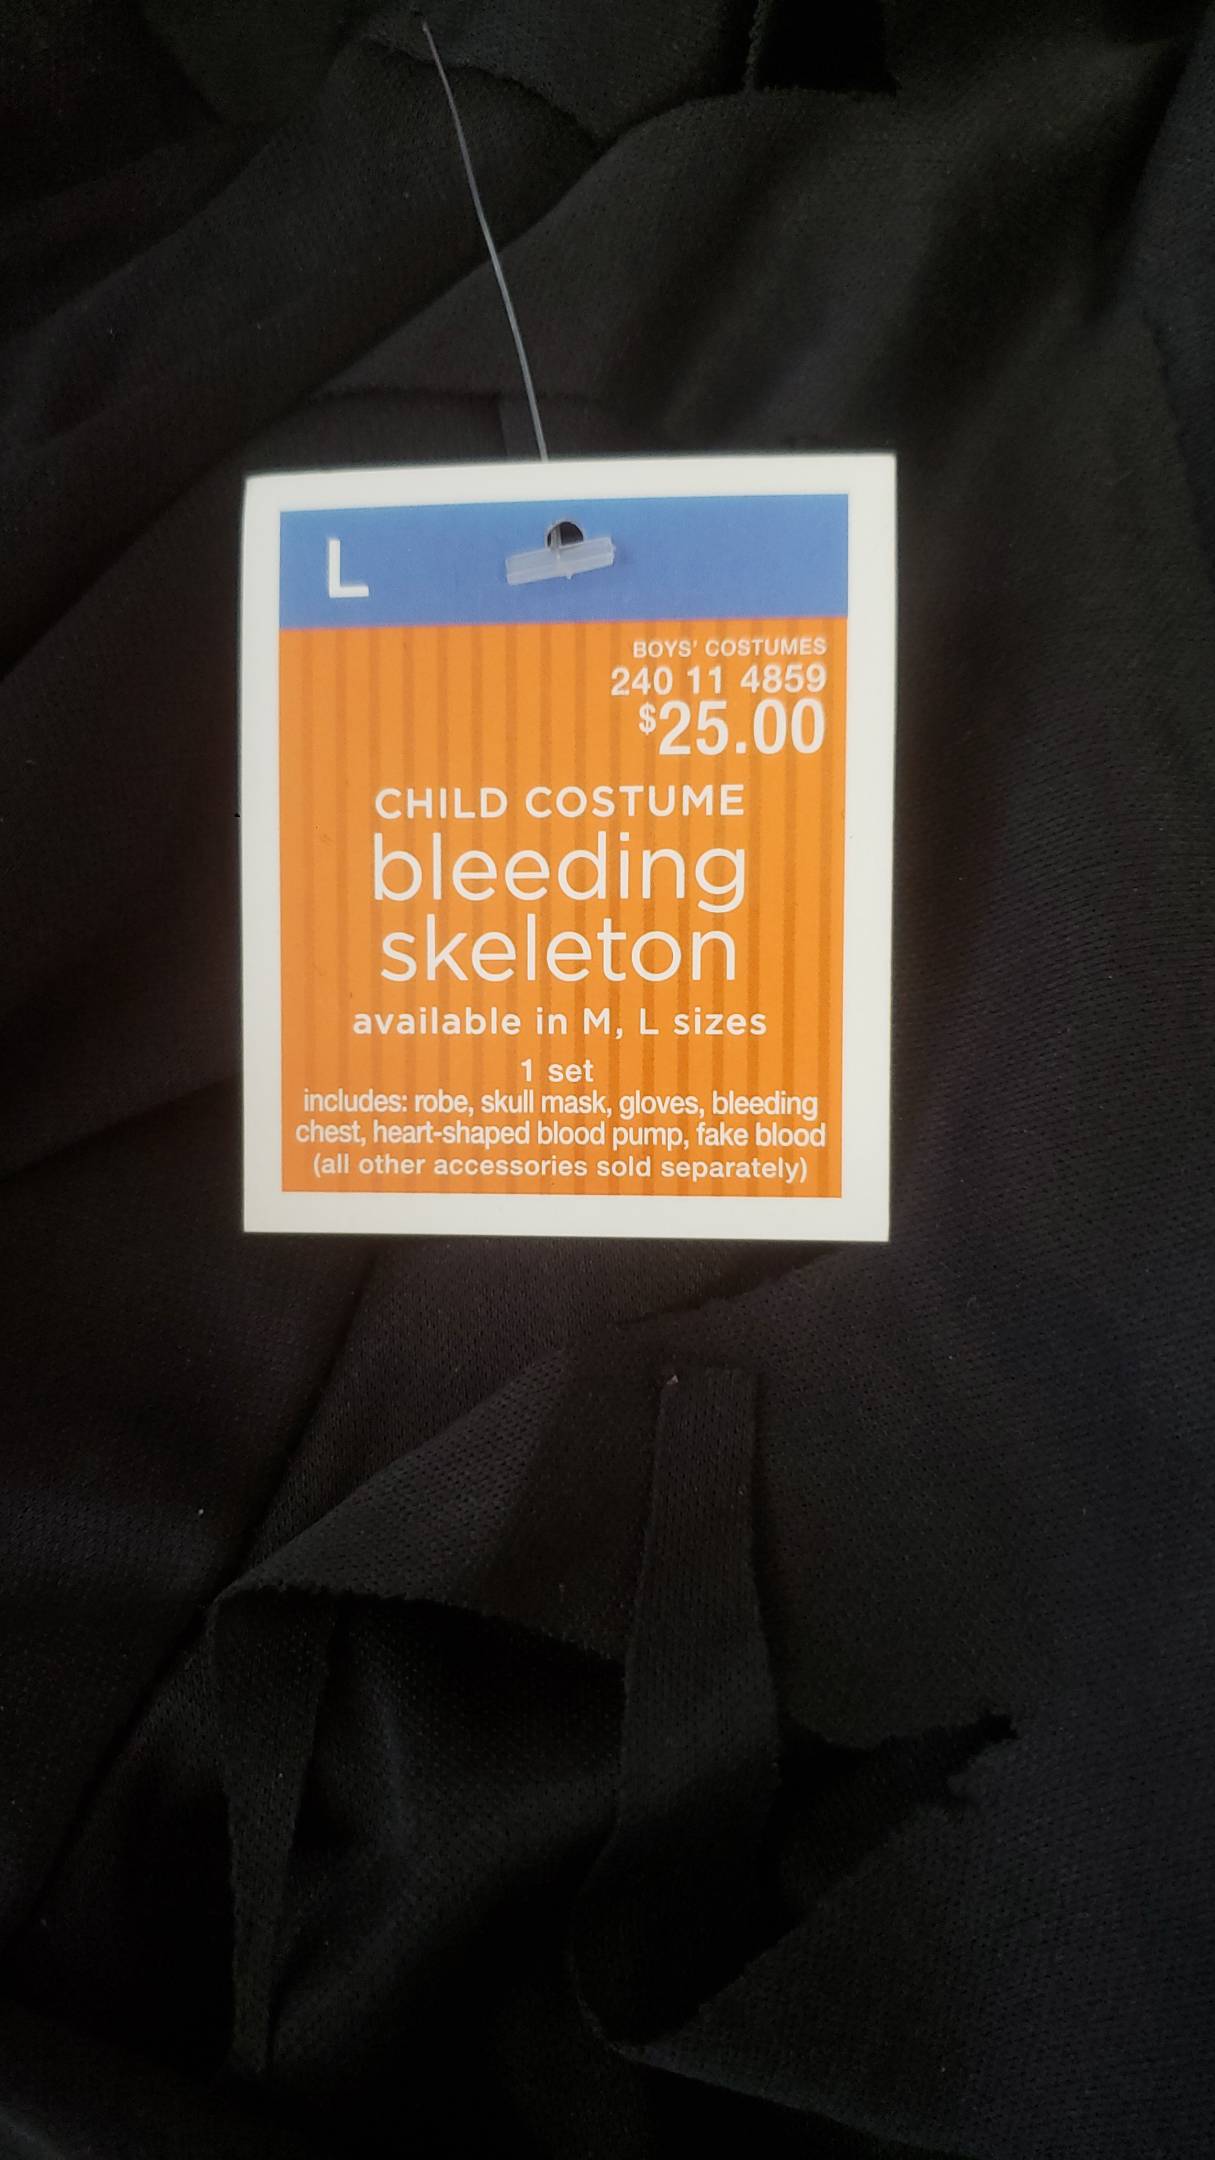 L
BOYS' COSTUMES
240 11 4859
$25.00
CHILD COSTUME
bleeding
skeleton
available in M, L sizes
1 set
includes: robe, skull mask, gloves, bleeding
chest, heart-shaped blood pump, fake blood
(all other accessories sold separately)